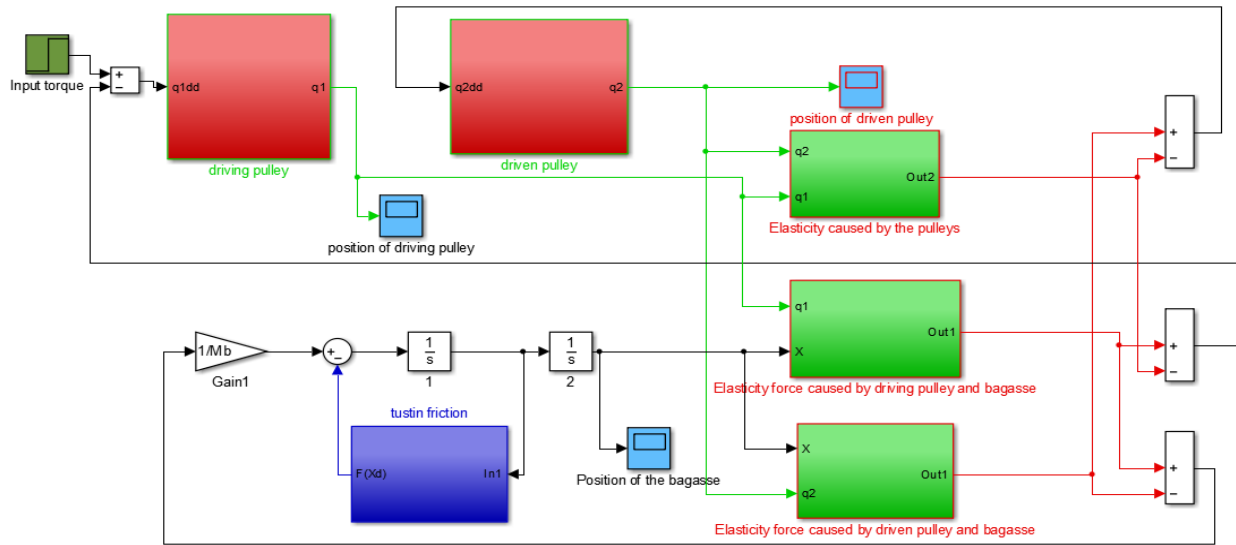 Input torque
+
−
q1dd
q1
driving pulley
q2dd
q2
driven pulley
position of driven pulley
q2
q1
Out2
Elasticity caused by the pulleys
+
−
position of driving pulley
q1
X
Out1
Elasticity force caused by driving pulley and bagasse
+
−
1/Mb
Gain1
+
−
1
s
1
1
s
2
tustin friction
F(Xd)
In1
Position of the bagasse
X
q2
Out1
Elasticity force caused by driven pulley and bagasse
+
−